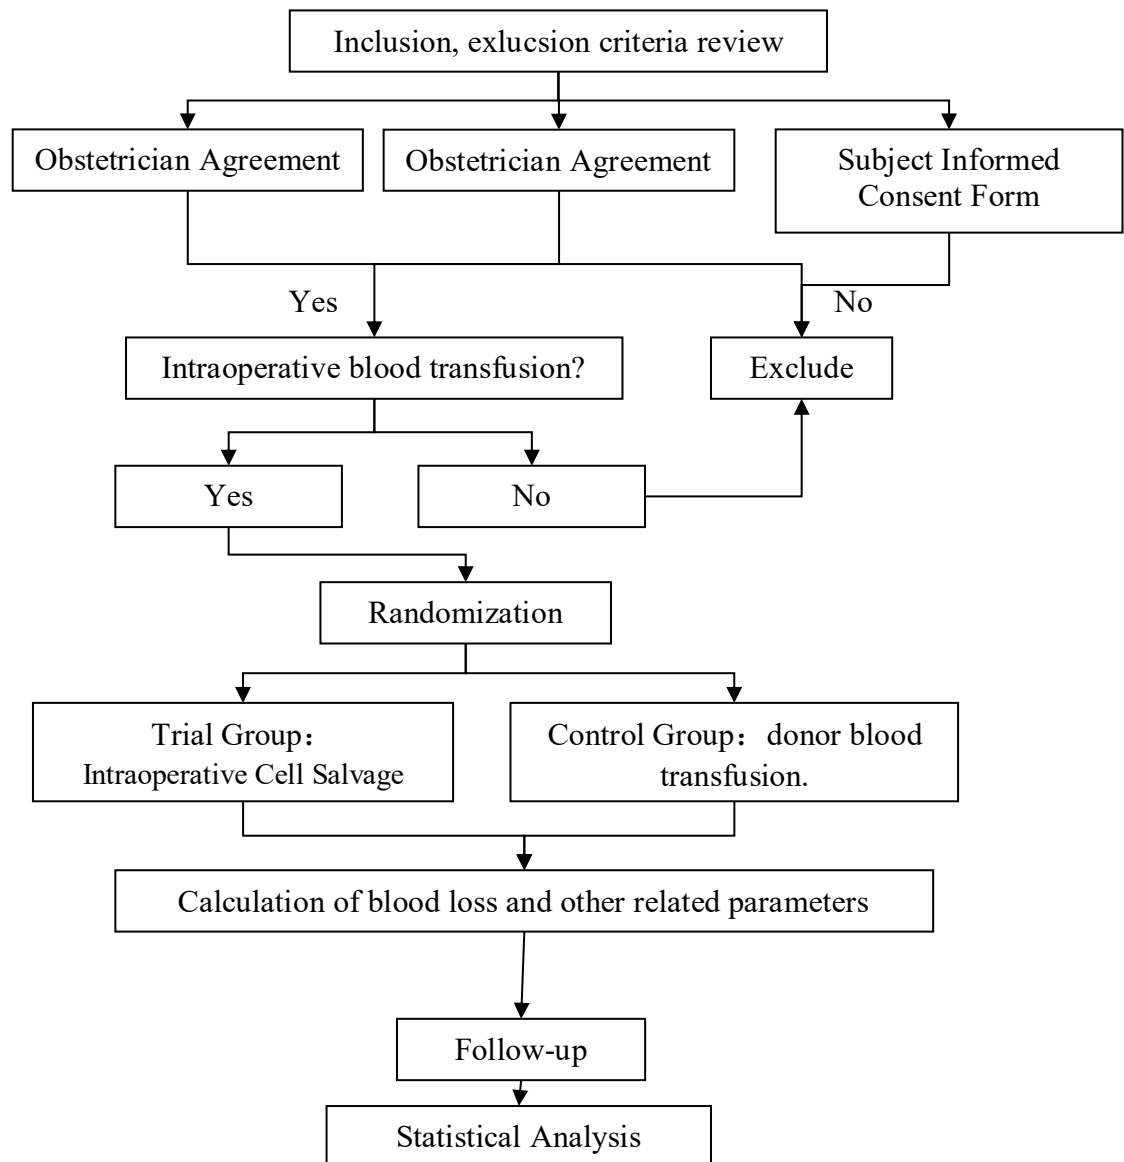 Inclusion, exlucsion criteria review
Obstetrician Agreement
Obstetrician Agreement
Subject Informed
Consent Form
Yes
No
Intraoperative blood transfusion?
Exclude
Yes
No
Randomization
Trial Group：
Intraoperative Cell Salvage
Control Group：donor blood
transfusion.
Calculation of blood loss and other related parameters
Follow-up
Statistical Analysis